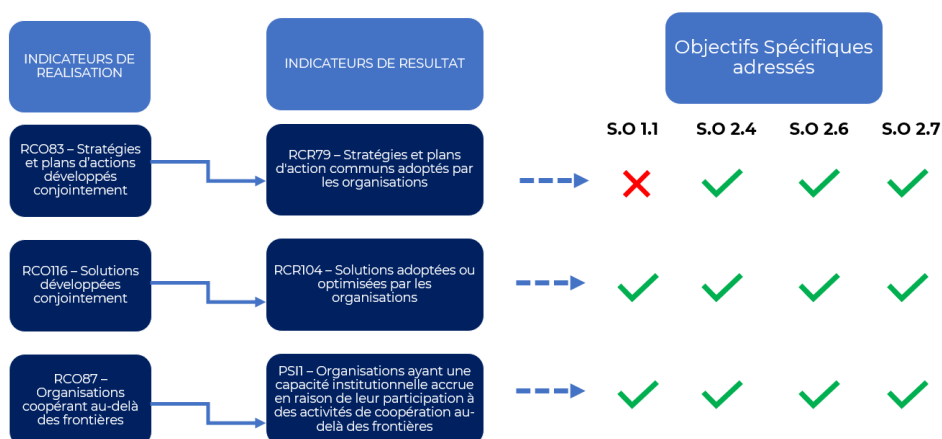 INDICATEURS DE
REALISATION
INDICATEURS DE RESULTAT
Objectifs Spécifiques
adressés
S.O 1.1
S.O 2.4
S.O 2.6
S.O 2.7
RCO83 – Stratégies
et plans d'actions
développés
conjointement
RCR79 – Stratégies et plans
d'action communs adoptés par
les organisations
RCO116 – Solutions
développées
conjointement
RCR104 – Solutions adoptées ou
optimisées par les
organisations
RCO87 –
Organisations
coopérant au-delà
des frontières
PSI1 – Organisations ayant une
capacité institutionnelle accrue
en raison de leur participation à
des activités de coopération au-
delà des frontières